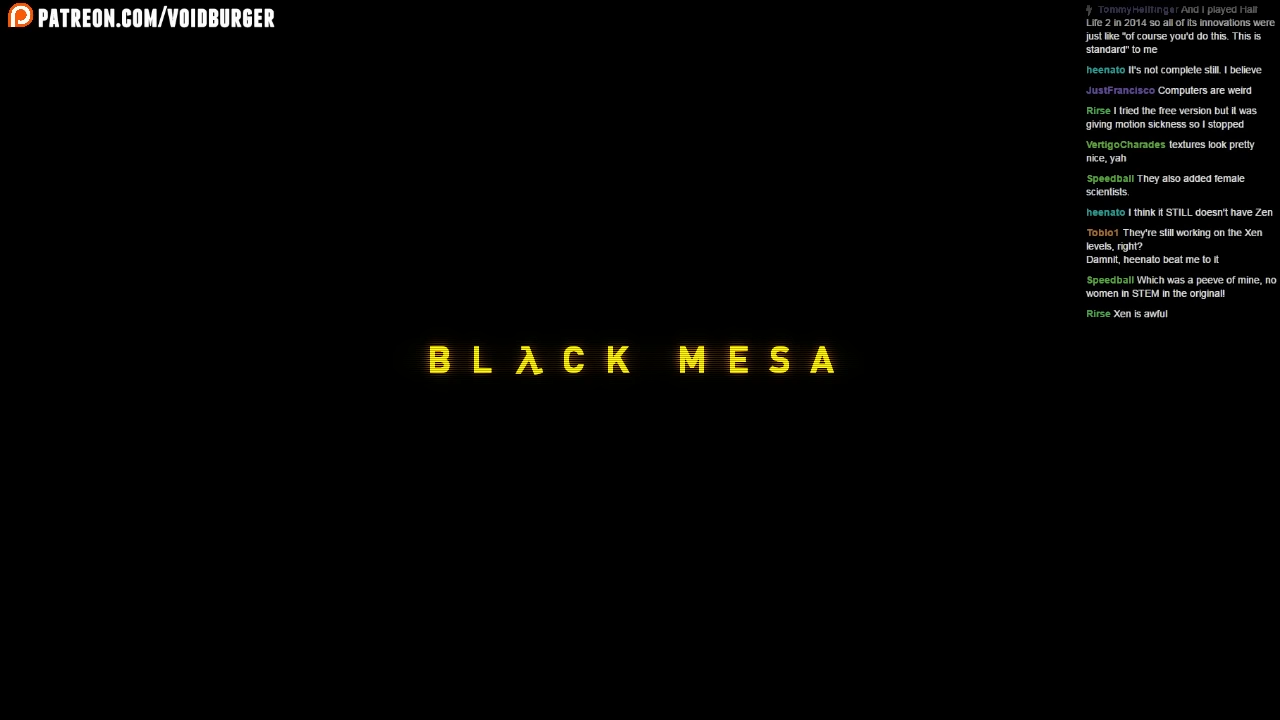 PATREON.COM/VOIDBURGER
TommyHellfinger And I played Half
Life 2 in 2014 so all of its innovations were
just like "of course you'd do this. This is
standard" to me
heenato It's not complete still. I believe
JustFrancisco Computers are weird
Rirse I tried the free version but it was
giving motion sickness so I stopped
VertigoCharades textures look pretty
nice, yah
Speedball They also added female
scientists.
heenato I think it STILL doesn't have Zen
Toblo1 They're still working on the Xen
levels, right?
Damnit, heenato beat me to it
Speedball Which was a peeve of mine, no
women in STEM in the original!
Rirse Xen is awful
BLλCK MESA